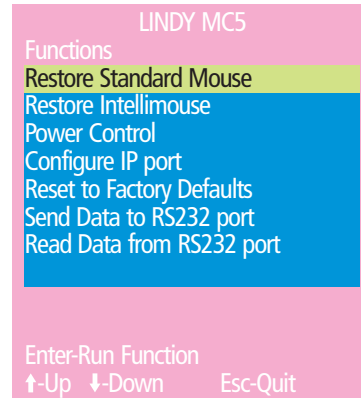 LINDY MC5
Functions
Restore Standard Mouse
Restore Intellimouse
Power Control
Configure IP port
Reset to Factory Defaults
Send Data to RS232 port
Read Data from RS232 port
Enter-Run Function
⬆-Up ⬇-Down Esc-Quit